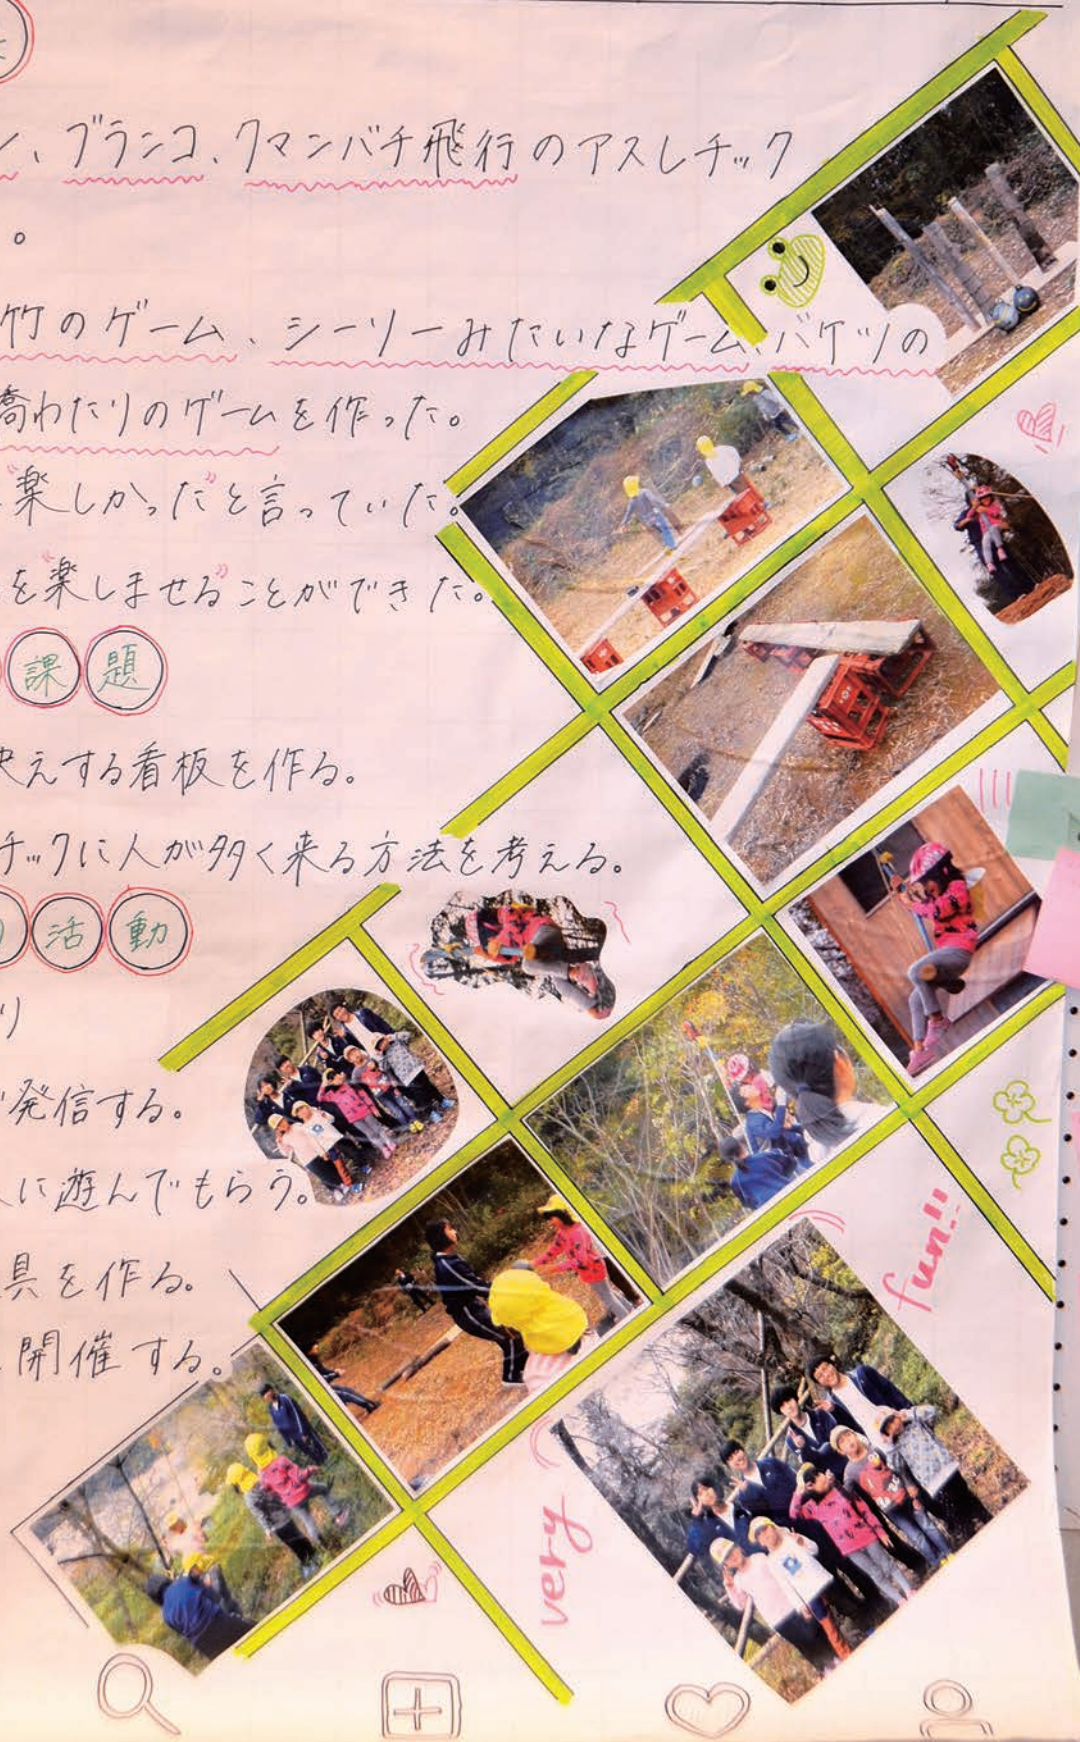 ン、ブランコ、クマンバチ飛行のアスレチック
。
竹のゲーム、シーソーみたいなゲーム、バケツの
橋わたりのゲームを作った。
"楽しかった"と言っていた。
を"楽しませる"ことができた。
課題
映えする看板を作る。
チックに人が多く来る方法を考える。
活動
り
で発信する。
人に遊んでもらう。
具を作る。
開催する。
very
fun!!